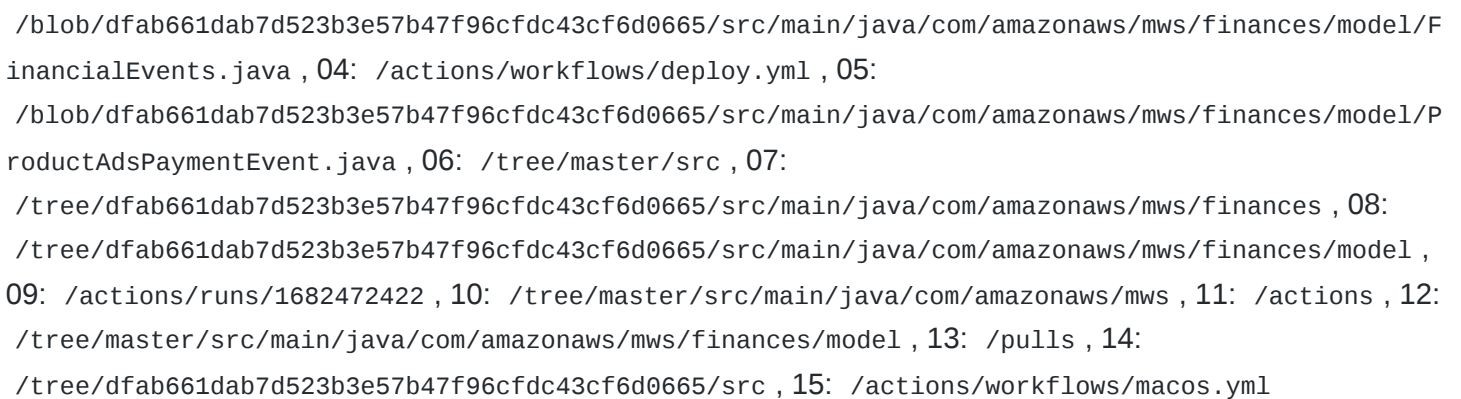 /blob/dfab661dab7d523b3e57b47f96cfdc43cf6d0665/src/main/java/com/amazonaws/mws/finances/model/F
inancialEvents.java , 04: /actions/workflows/deploy.yml , 05:
/blob/dfab661dab7d523b3e57b47f96cfdc43cf6d0665/src/main/java/com/amazonaws/mws/finances/model/P
roductAdsPaymentEvent.java , 06: /tree/master/src , 07:
/tree/dfab661dab7d523b3e57b47f96cfdc43cf6d0665/src/main/java/com/amazonaws/mws/finances , 08:
/tree/dfab661dab7d523b3e57b47f96cfdc43cf6d0665/src/main/java/com/amazonaws/mws/finances/model ,
09: /actions/runs/1682472422 , 10: /tree/master/src/main/java/com/amazonaws/mws , 11: /actions , 12:
/tree/master/src/main/java/com/amazonaws/mws/finances/model , 13: /pulls , 14:
/tree/dfab661dab7d523b3e57b47f96cfdc43cf6d0665/src , 15: /actions/workflows/macos.yml